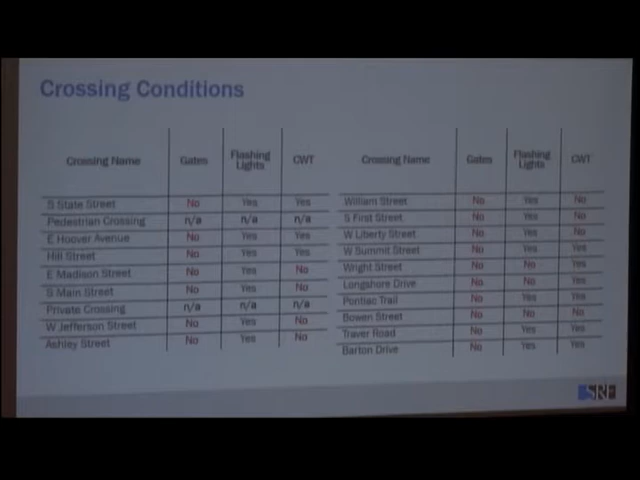 Crossing Conditions
Crossing Name Gates Flashing Lights CWT
S State Street No Yes Yes
Pedestrian Crossing n/a n/a n/a
E Hoover Avenue No Yes Yes
Hill Street No Yes Yes
E Madison Street No Yes No
S Main Street No Yes No
Private Crossing n/a n/a n/a
W Jefferson Street No Yes No
Ashley Street No Yes No
Crossing Name Gates Flashing Lights CWT
William Street No Yes No
S First Street No Yes No
W Liberty Street No Yes No
W Summit Street No Yes Yes
Wright Street No No Yes
Longshore Drive No No Yes
Pontiac Trail No Yes Yes
Bowen Street No No No
Traver Road No Yes Yes
Barton Drive No Yes Yes
SRF